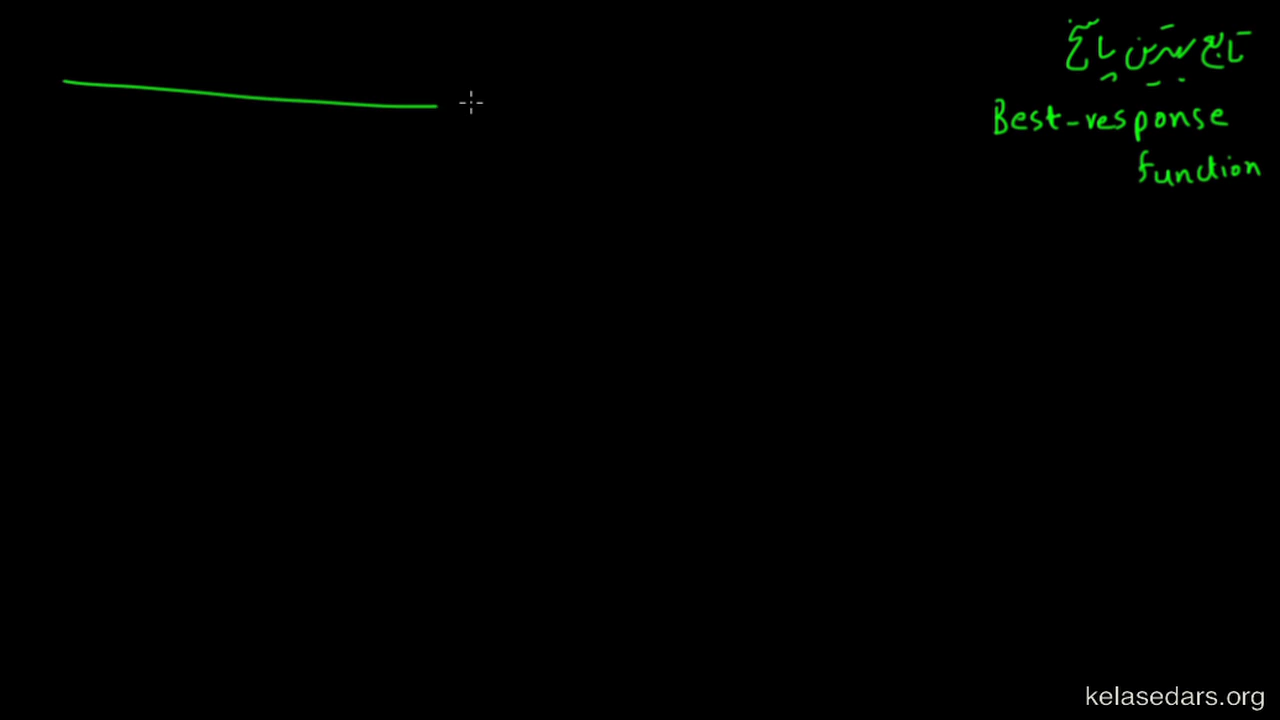 تابع بهترین پاسخ
Best-response
function
kelasedars.org